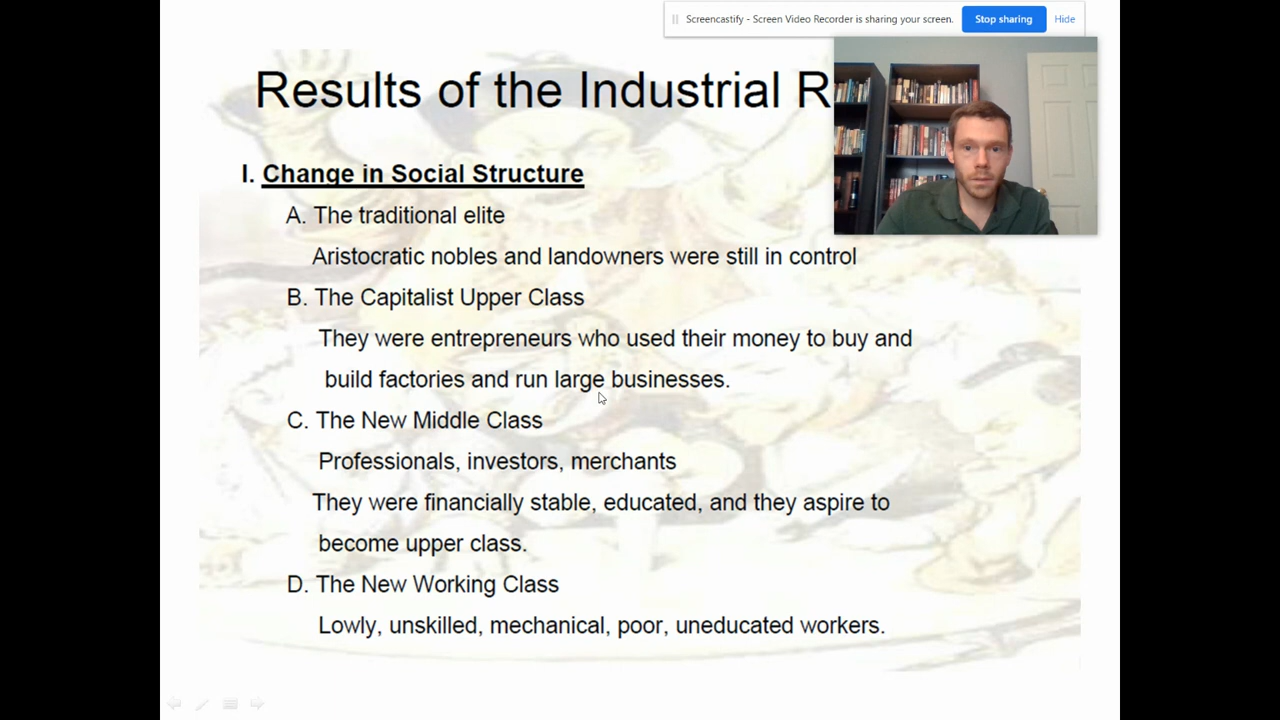 Screencastify - Screen Video Recorder is sharing your screen. Stop sharing Hide
Results of the Industrial R
I. Change in Social Structure
A. The traditional elite
Aristocratic nobles and landowners were still in control
B. The Capitalist Upper Class
They were entrepreneurs who used their money to buy and
build factories and run large businesses.
C. The New Middle Class
Professionals, investors, merchants
They were financially stable, educated, and they aspire to
become upper class.
D. The New Working Class
Lowly, unskilled, mechanical, poor, uneducated workers.